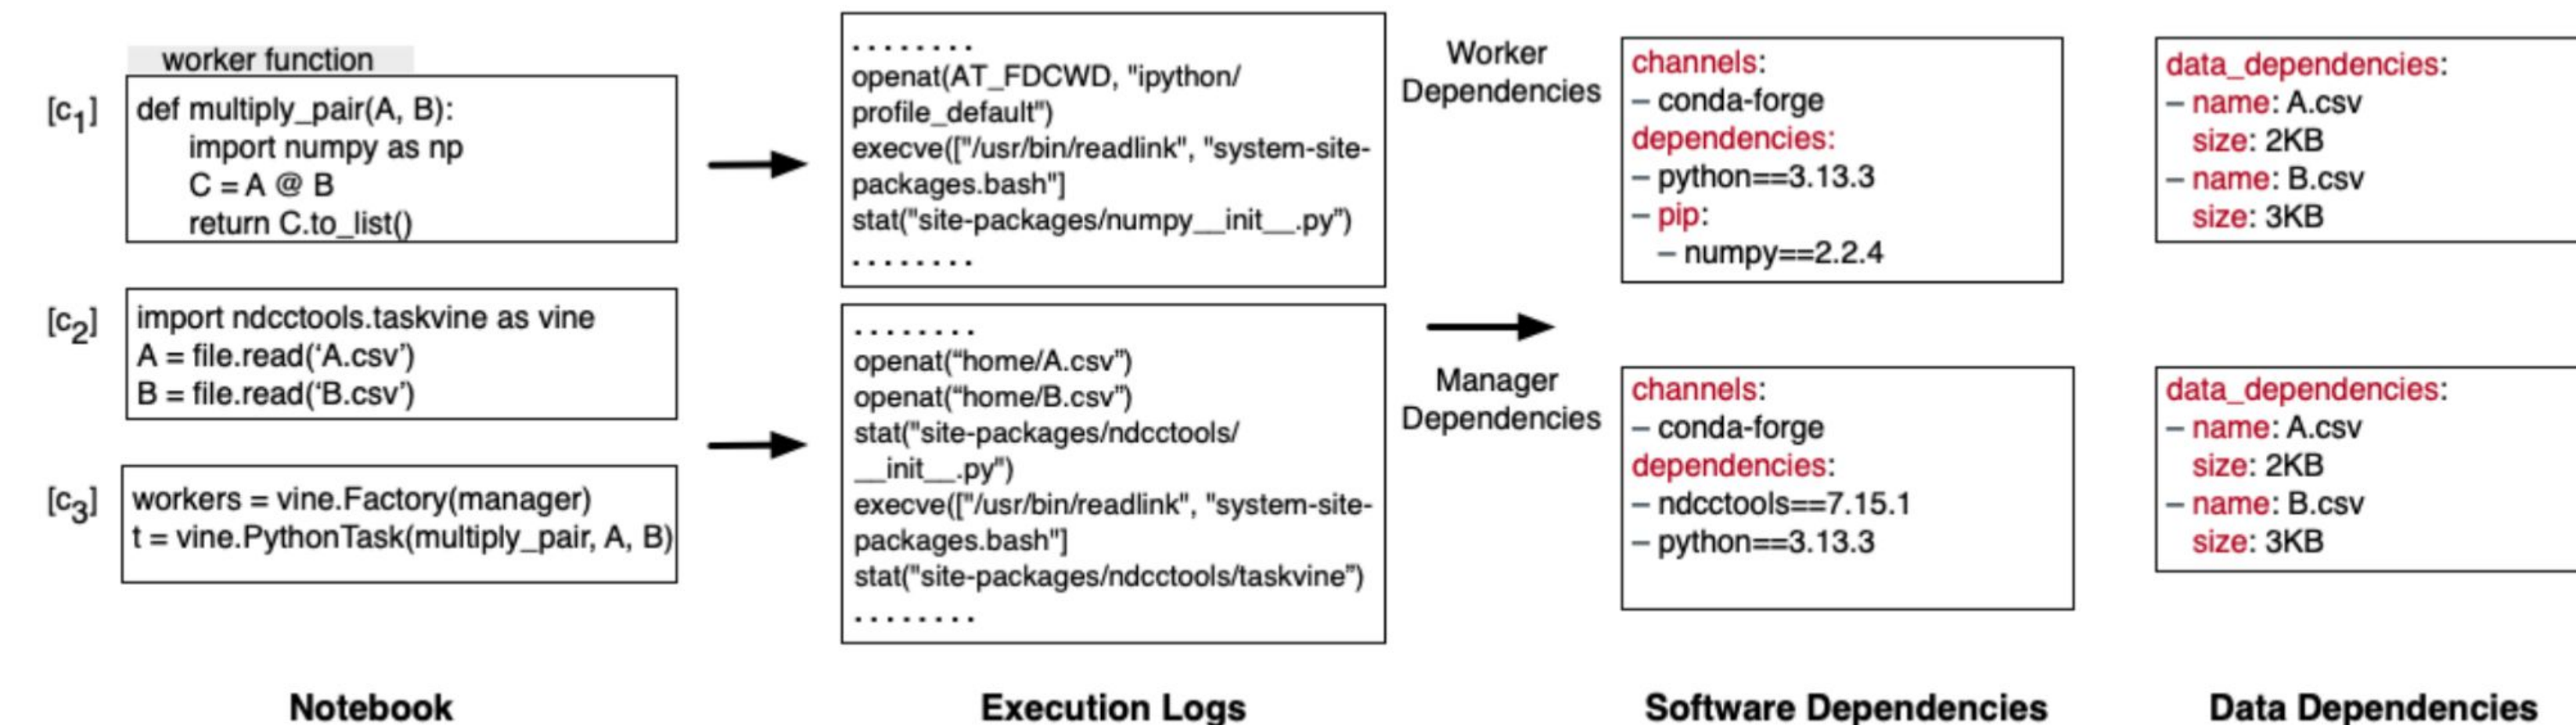 worker function
[c1]
def multiply_pair(A, B):
import numpy as np
C = A @ B
return C.to_list()
[c2]
import ndcctools.taskvine as vine
A = file.read(‘A.csv’)
B = file.read(‘B.csv’)
[c3]
workers = vine.Factory(manager)
t = vine.PythonTask(multiply_pair, A, B)
Notebook
........
openat(AT_FDCWD, "ipython/
profile_default")
execve(["/usr/bin/readlink", "system-site-
packages.bash"]
stat("site-packages/numpy__init__.py”)
........
........
openat(“home/A.csv”)
openat(“home/B.csv”)
stat("site-packages/ndcctools/
__init__.py")
execve(["/usr/bin/readlink", "system-site-
packages.bash"]
stat("site-packages/ndcctools/taskvine”)
........
Execution Logs
Worker
Dependencies
Manager
Dependencies
channels:
– conda-forge
dependencies:
– python==3.13.3
– pip:
– numpy==2.2.4
channels:
– conda-forge
dependencies:
– ndcctools==7.15.1
– python==3.13.3
Software Dependencies
data_dependencies:
– name: A.csv
size: 2KB
– name: B.csv
size: 3KB
data_dependencies:
– name: A.csv
size: 2KB
– name: B.csv
size: 3KB
Data Dependencies